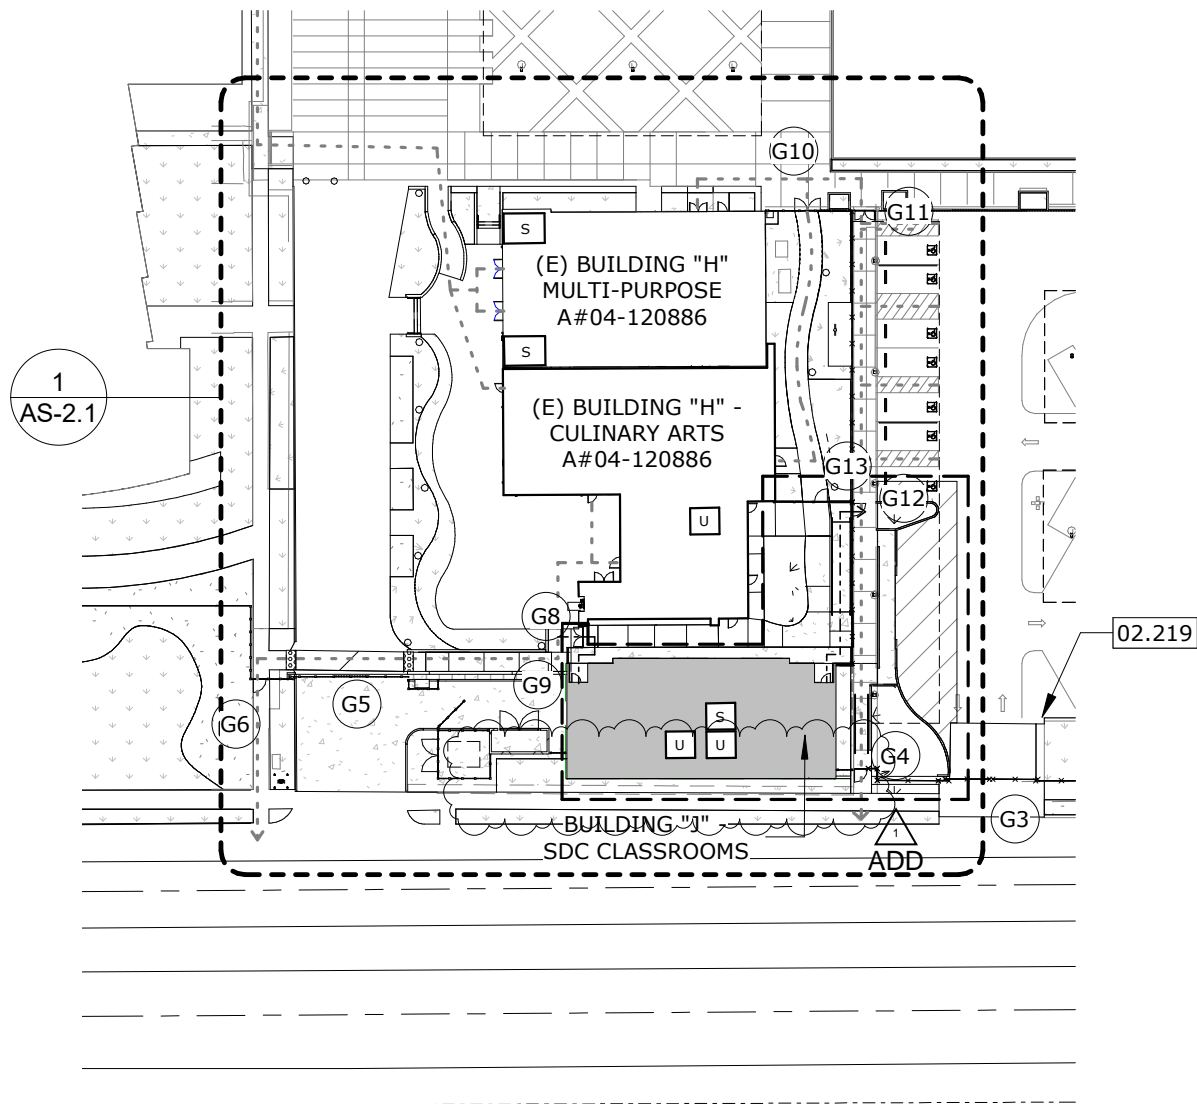 G10
G11
S
(E) BUILDING "H"
MULTI-PURPOSE
A#04-120886
S
1
AS-2.1
(E) BUILDING "H" -
CULINARY ARTS
A#04-120886
G13
G12
U
G8
02.219
G9
G5
G6
S
U
U
G4
G3
BUILDING "J" -
SDC CLASSROOMS
1
ADD